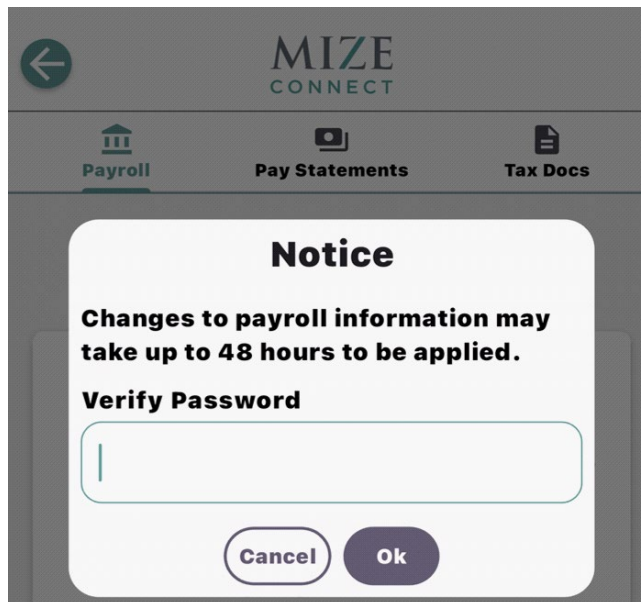 MIZE
CONNECT
Payroll
Pay Statements
Tax Docs
Notice
Changes to payroll information may
take up to 48 hours to be applied.
Verify Password
Cancel
Ok